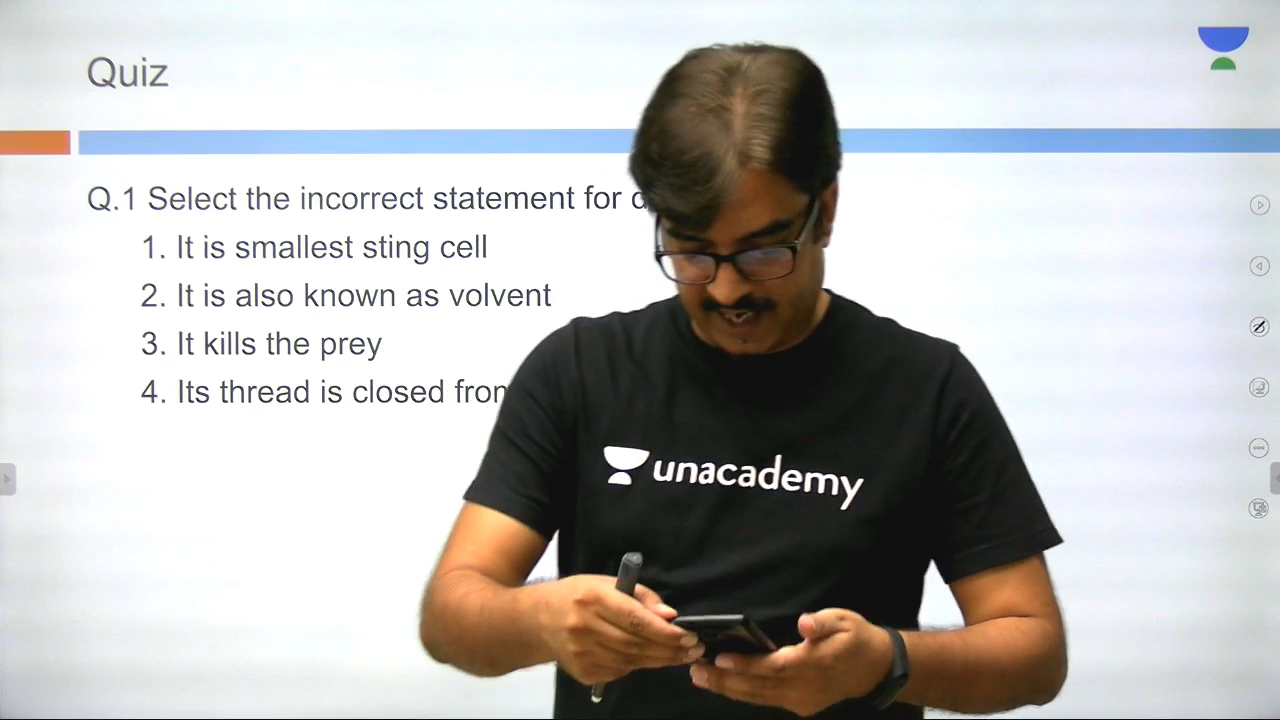 Quiz
Q.1 Select the incorrect statement for
1. It is smallest sting cell
2. It is also known as volvent
3. It kills the prey
4. Its thread is closed from
unacademy